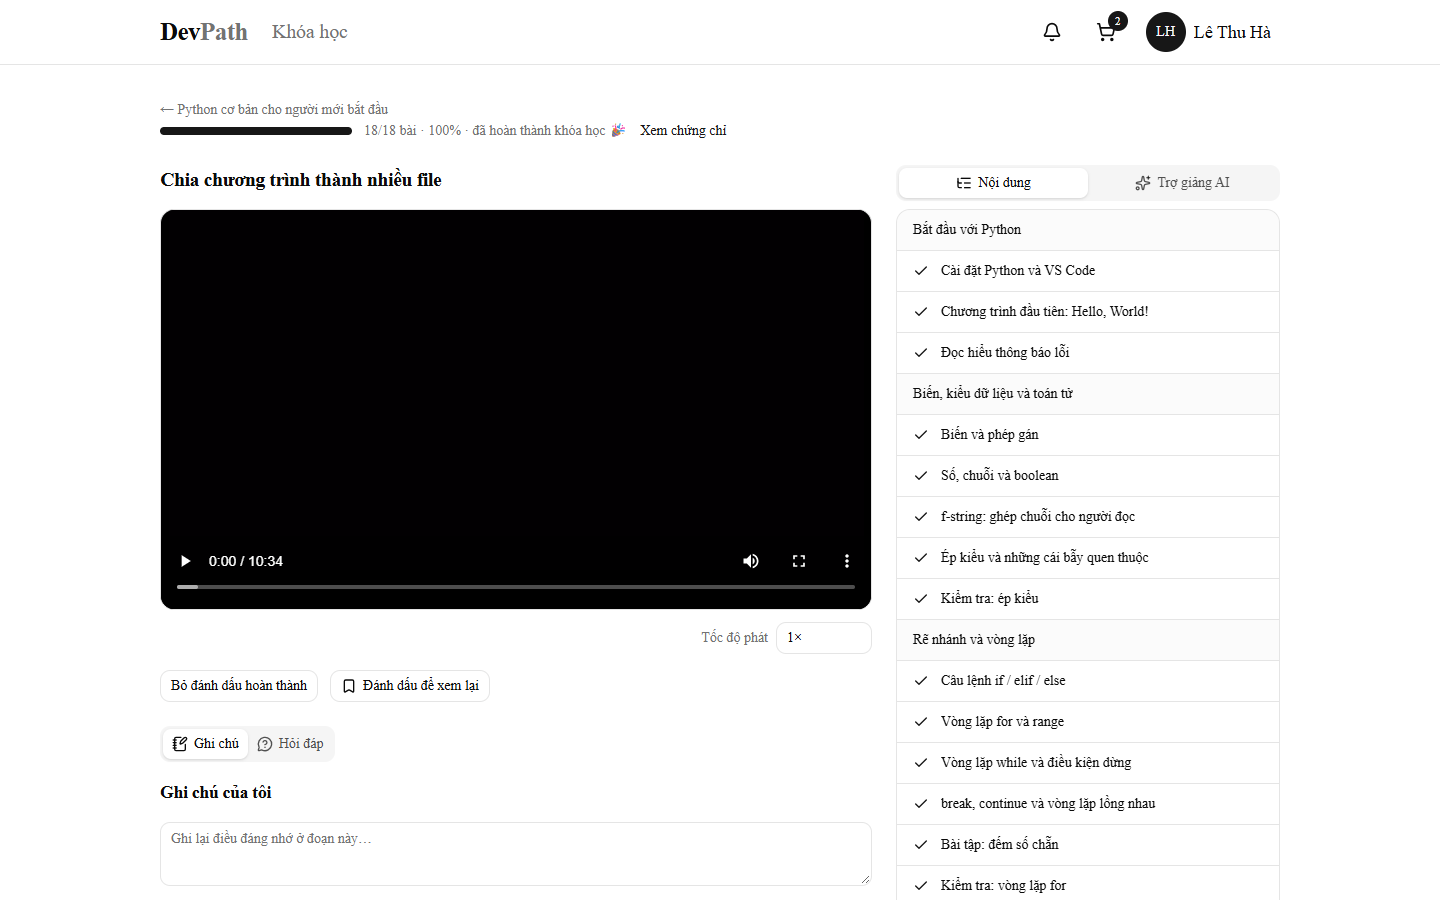 DevPath Khóa học
2
LH Lê Thu Hà
← Python cơ bản cho người mới bắt đầu
18/18 bài · 100% · đã hoàn thành khóa học 🎉 Xem chứng chỉ
Chia chương trình thành nhiều file
0:00 / 10:34
Tốc độ phát 1×
Bỏ đánh dấu hoàn thành
Đánh dấu để xem lại
Ghi chú
Hỏi đáp
Ghi chú của tôi
Ghi lại điều đáng nhớ ở đoạn này…
Nội dung
Trợ giảng AI
Bắt đầu với Python
Cài đặt Python và VS Code
Chương trình đầu tiên: Hello, World!
Đọc hiểu thông báo lỗi
Biến, kiểu dữ liệu và toán tử
Biến và phép gán
Số, chuỗi và boolean
f-string: ghép chuỗi cho người đọc
Ép kiểu và những cái bẫy quen thuộc
Kiểm tra: ép kiểu
Rẽ nhánh và vòng lặp
Câu lệnh if / elif / else
Vòng lặp for và range
Vòng lặp while và điều kiện dừng
break, continue và vòng lặp lồng nhau
Bài tập: đếm số chẵn
Kiểm tra: vòng lặp for